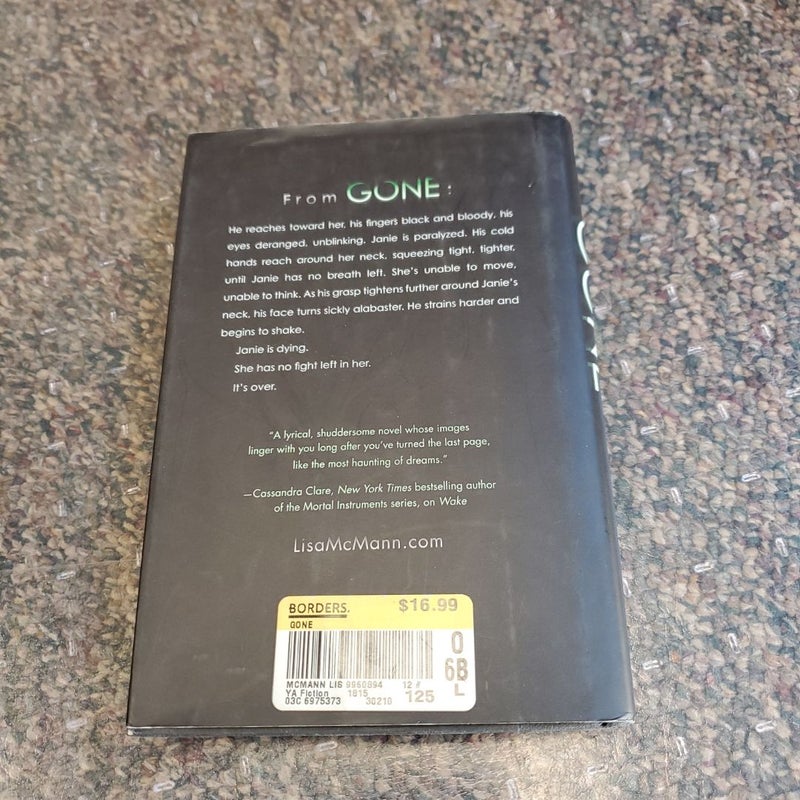 From GONE:
He reaches toward her, his fingers black and bloody, his
eyes deranged, unblinking. Janie is paralyzed. His cold
hands reach around her neck, squeezing tight, tighter,
until Janie has no breath left. She's unable to move,
unable to think. As his grasp tightens further around Janie's
neck, his face turns sickly alabaster. He strains harder and
begins to shake.
Janie is dying.
She has no fight left in her.
It's over.
"A lyrical, shuddersome novel whose images
linger with you long after you've turned the last page,
like the most haunting of dreams."
—Cassandra Clare, New York Times bestselling author
of the Mortal Instruments series, on Wake
LisaMcMann.com
BORDERS. $16.99
GONE
0
6B
L
MCMANN LIS 9960894 12 #
YA Fiction 1815 125
03C 6975373 30210
GONE